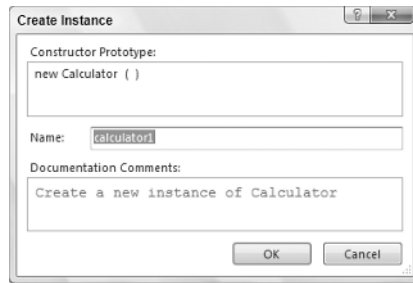 Create Instance
Constructor Prototype:
new Calculator ( )
Name: calculator1
Documentation Comments:
Create a new instance of Calculator
OK Cancel